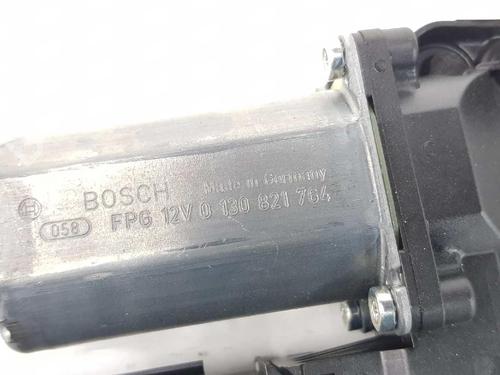 BOSCH Made in Germany
058 FPG 12V 0 130 821 764